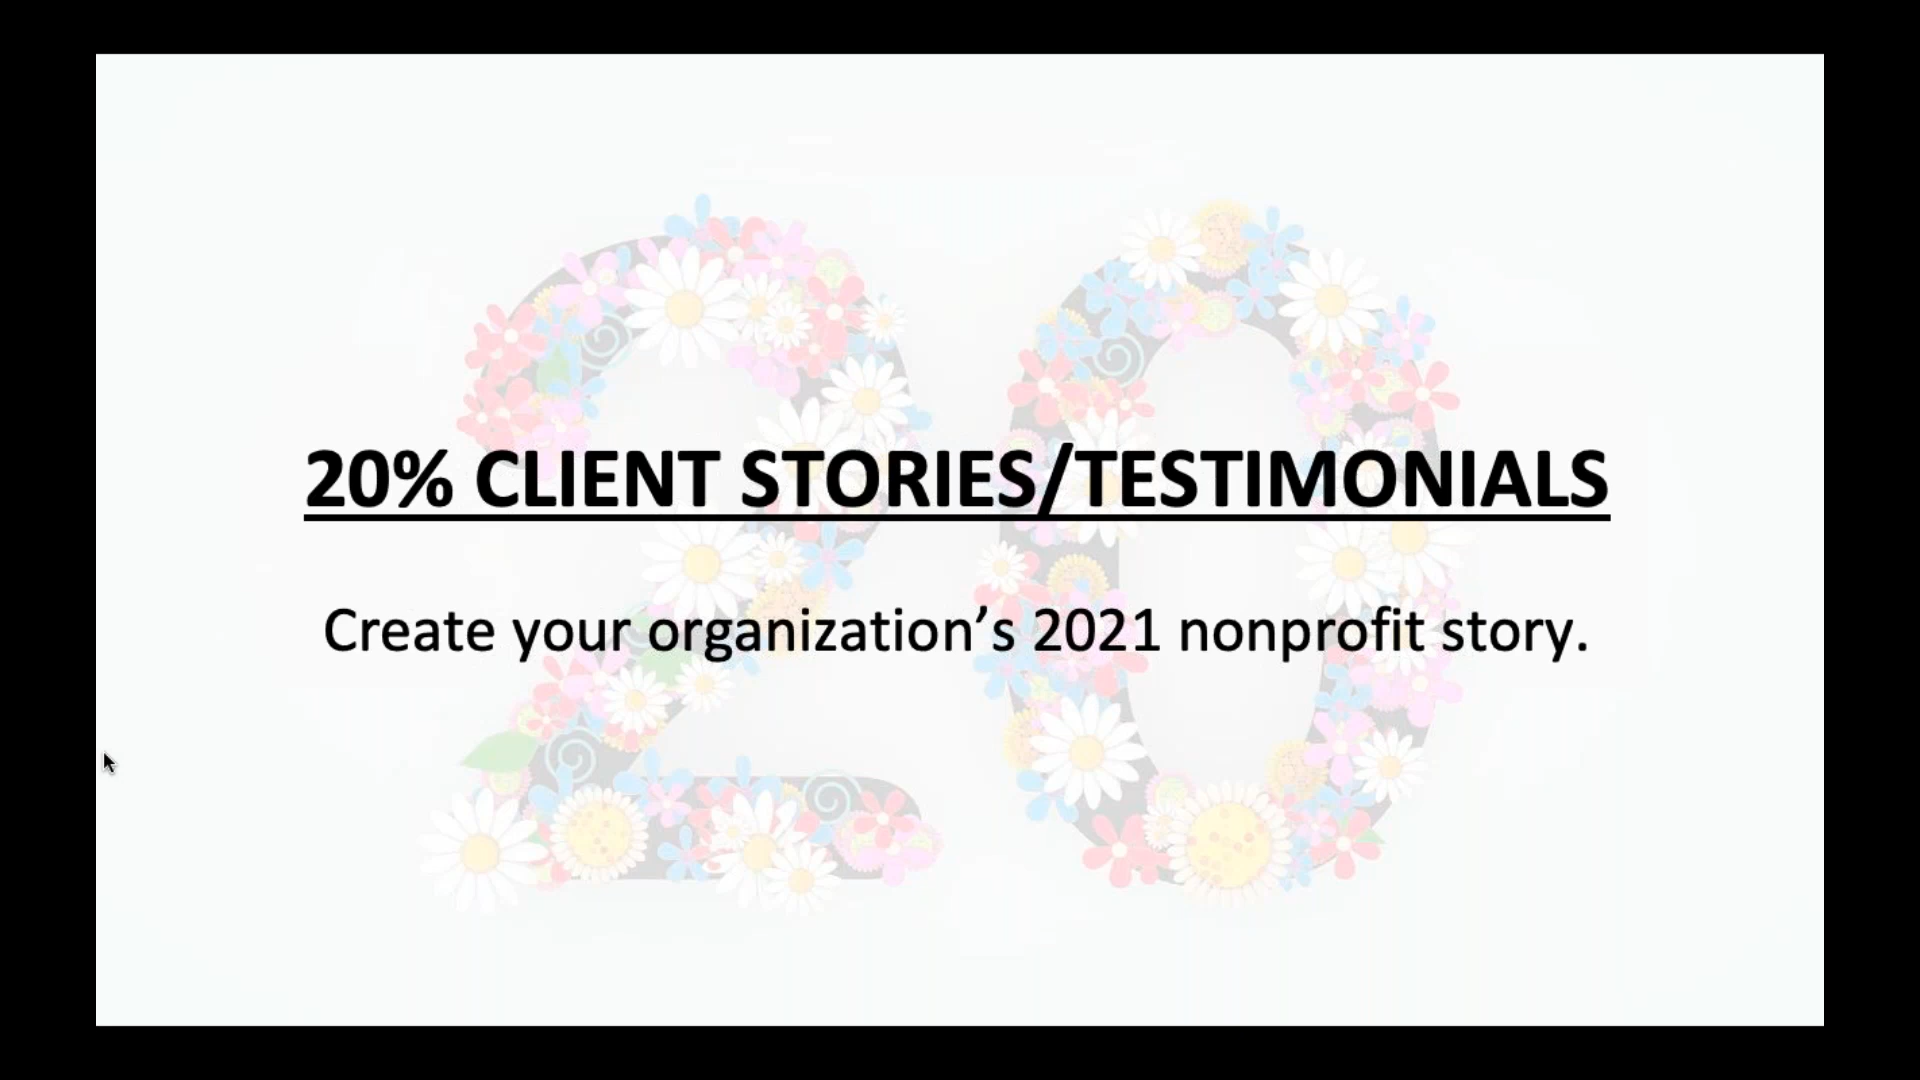 20% CLIENT STORIES/TESTIMONIALS
Create your organization’s 2021 nonprofit story.